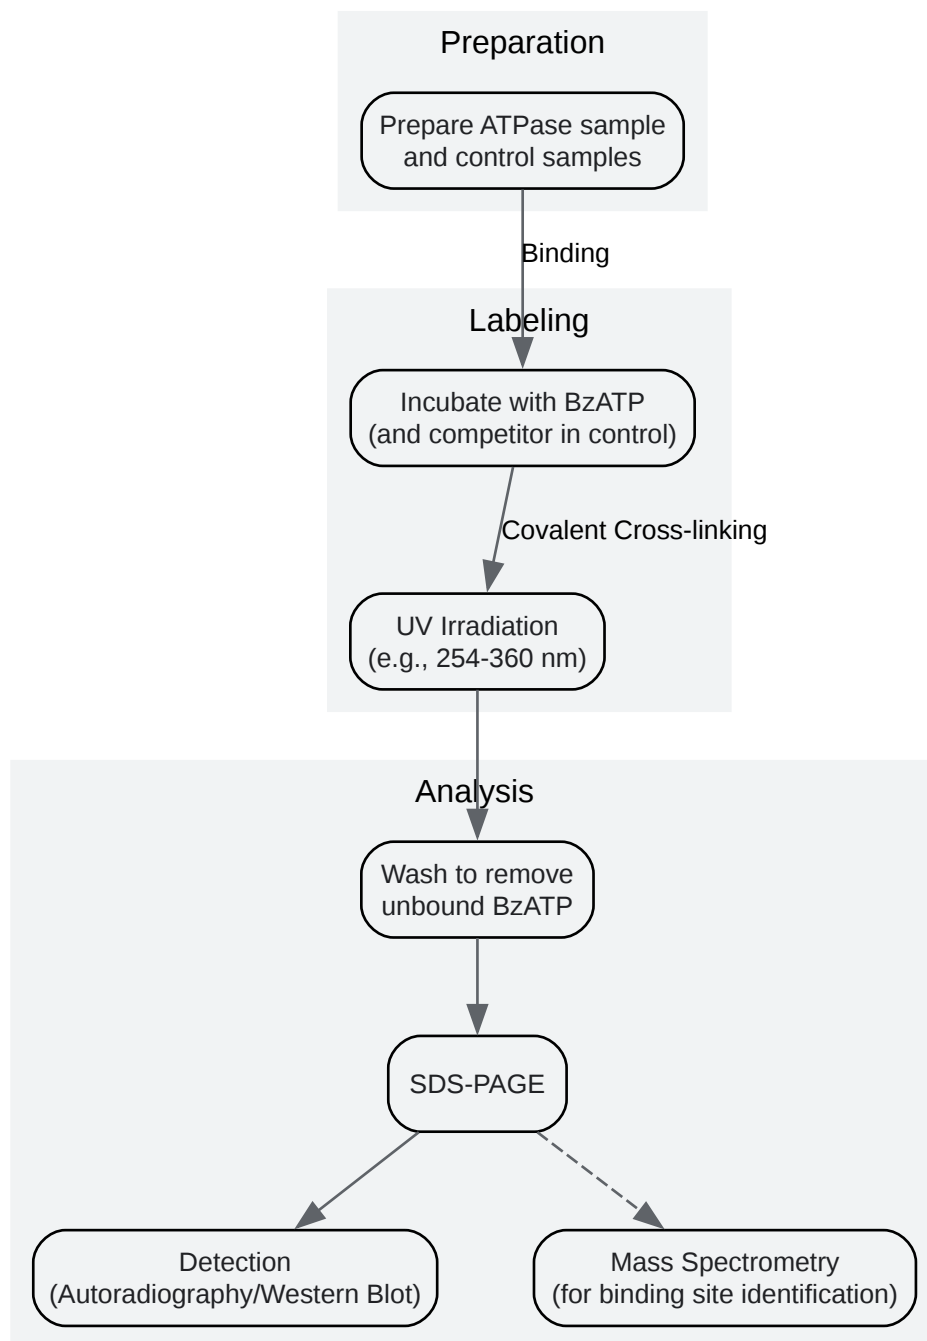 Preparation
Prepare ATPase sample
and control samples
Binding
Labeling
Incubate with BzATP
(and competitor in control)
Covalent Cross-linking
UV Irradiation
(e.g., 254-360 nm)
Analysis
Wash to remove
unbound BzATP
SDS-PAGE
Detection
(Autoradiography/Western Blot)
Mass Spectrometry
(for binding site identification)